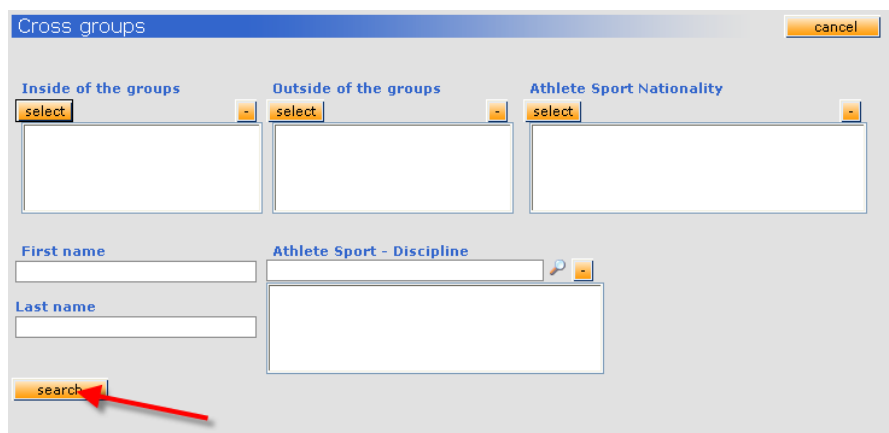 Cross groups cancel
Inside of the groups Outside of the groups Athlete Sport Nationality
select - select - select -
First name Athlete Sport - Discipline
-
Last name
search